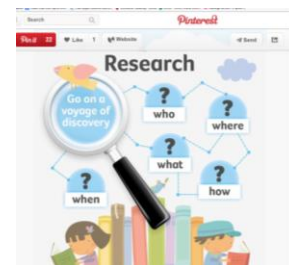 Search
Pinterest
Pin it
Like 1
Website
Send
Research
Go on a
voyage of
discovery
?
who
?
where
?
what
?
when
?
how